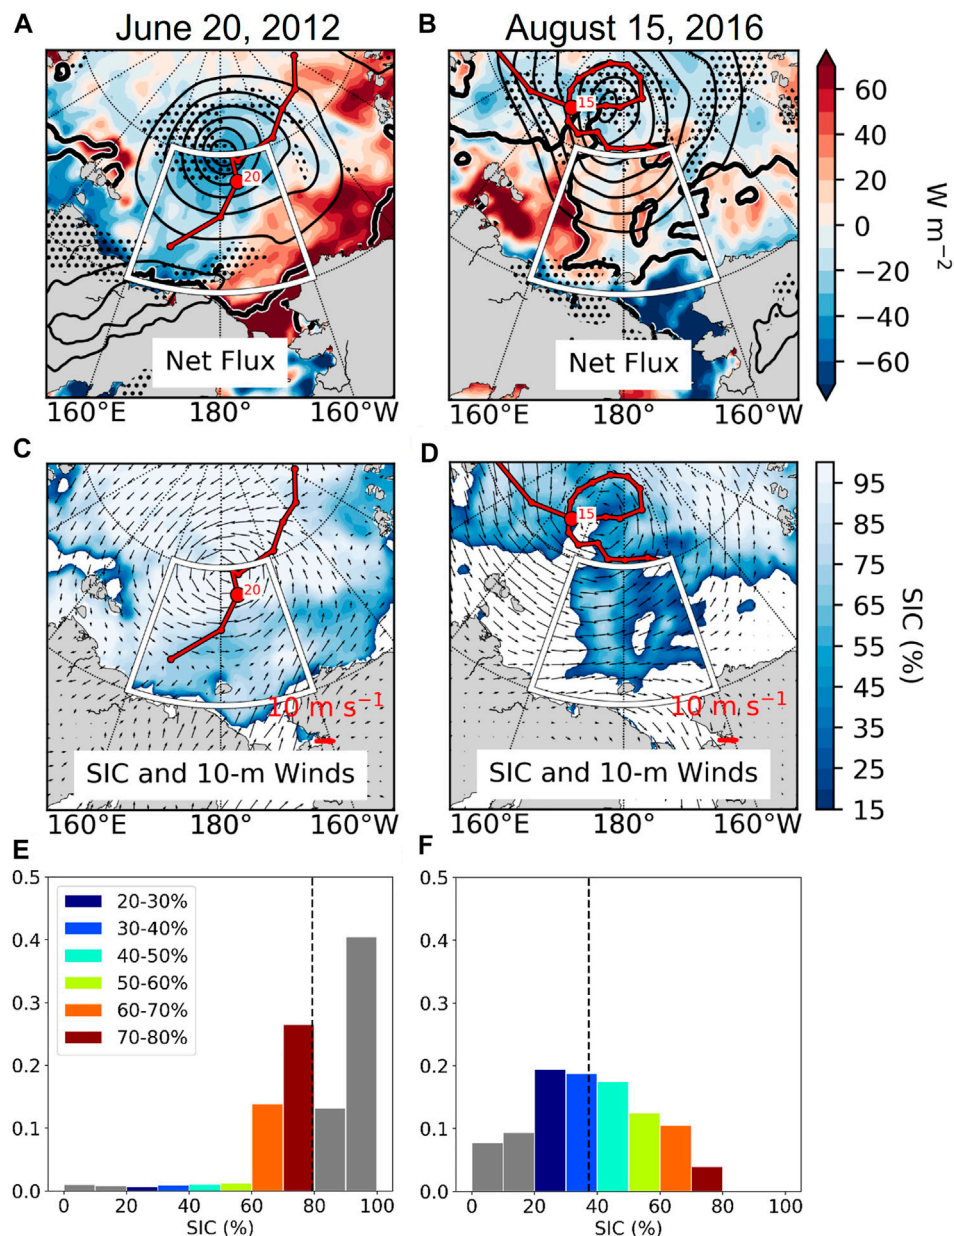 A June 20, 2012
B August 15, 2016
20
15
Net Flux
Net Flux
160°E 180° 160°W
160°E 180° 160°W
60
40
20
0
−20
−40
−60
W m−2
C
D
20
15
10 m s−1
10 m s−1
SIC and 10-m Winds
SIC and 10-m Winds
160°E 180° 160°W
160°E 180° 160°W
95
85
75
65
55
45
35
25
15
SIC (%)
E
F
0.5
0.4
0.3
0.2
0.1
0.0
20-30%
30-40%
40-50%
50-60%
60-70%
70-80%
0 20 40 60 80 100
SIC (%)
0.5
0.4
0.3
0.2
0.1
0.0
0 20 40 60 80 100
SIC (%)